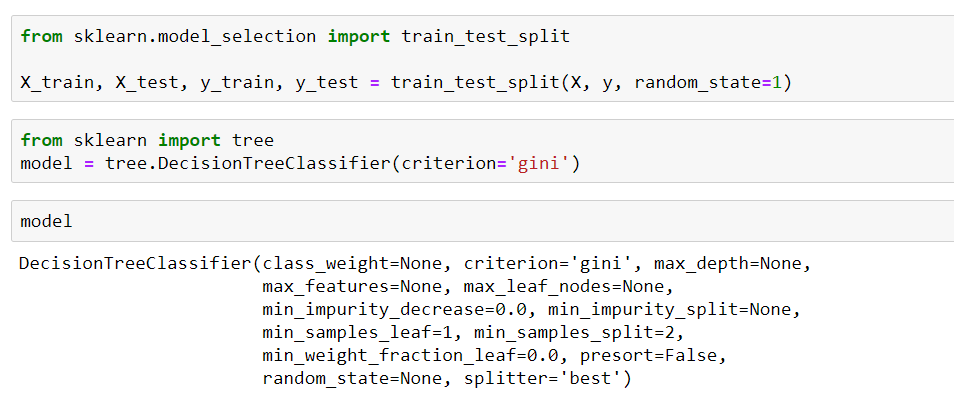 from sklearn.model_selection import train_test_split
X_train, X_test, y_train, y_test = train_test_split(X, y, random_state=1)
from sklearn import tree
model = tree.DecisionTreeClassifier(criterion='gini')
model
DecisionTreeClassifier(class_weight=None, criterion='gini', max_depth=None,
max_features=None, max_leaf_nodes=None,
min_impurity_decrease=0.0, min_impurity_split=None,
min_samples_leaf=1, min_samples_split=2,
min_weight_fraction_leaf=0.0, presort=False,
random_state=None, splitter='best')